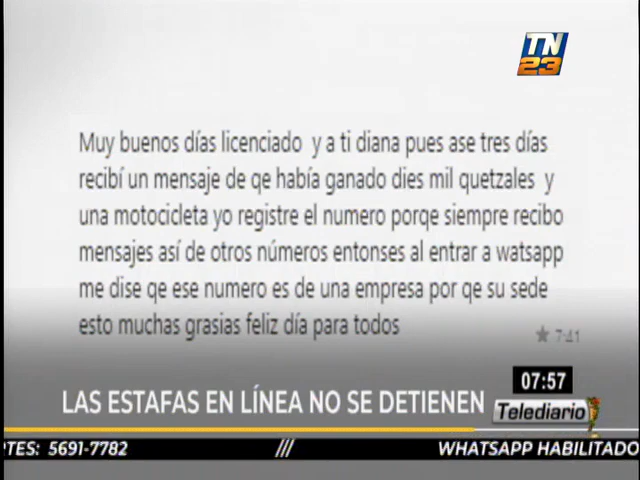 TN
23
Muy buenos días licenciado y a ti diana pues ase tres días
recibí un mensaje de qe había ganado dies mil quetzales y
una motocicleta yo registre el numero porqe siempre recibo
mensajes así de otros números entonses al entrar a watsapp
me dise qe ese numero es de una empresa por qe su sede
esto muchas grasias feliz día para todos
★ 7:41
07:57
LAS ESTAFAS EN LÍNEA NO SE DETIENEN
Telediario
RTES: 5691-7782 /// WHATSAPP HABILITADO